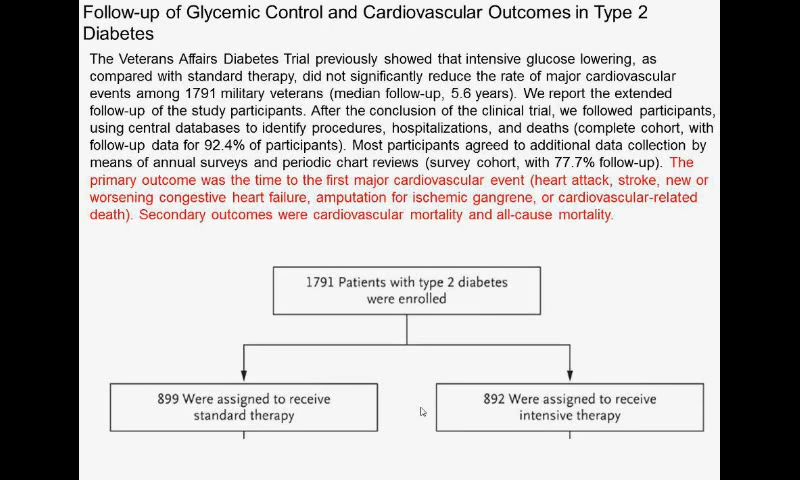 Follow-up of Glycemic Control and Cardiovascular Outcomes in Type 2
Diabetes
The Veterans Affairs Diabetes Trial previously showed that intensive glucose lowering, as
compared with standard therapy, did not significantly reduce the rate of major cardiovascular
events among 1791 military veterans (median follow-up, 5.6 years). We report the extended
follow-up of the study participants. After the conclusion of the clinical trial, we followed participants,
using central databases to identify procedures, hospitalizations, and deaths (complete cohort, with
follow-up data for 92.4% of participants). Most participants agreed to additional data collection by
means of annual surveys and periodic chart reviews (survey cohort, with 77.7% follow-up). The
primary outcome was the time to the first major cardiovascular event (heart attack, stroke, new or
worsening congestive heart failure, amputation for ischemic gangrene, or cardiovascular-related
death). Secondary outcomes were cardiovascular mortality and all-cause mortality.
1791 Patients with type 2 diabetes
were enrolled
899 Were assigned to receive
standard therapy
892 Were assigned to receive
intensive therapy